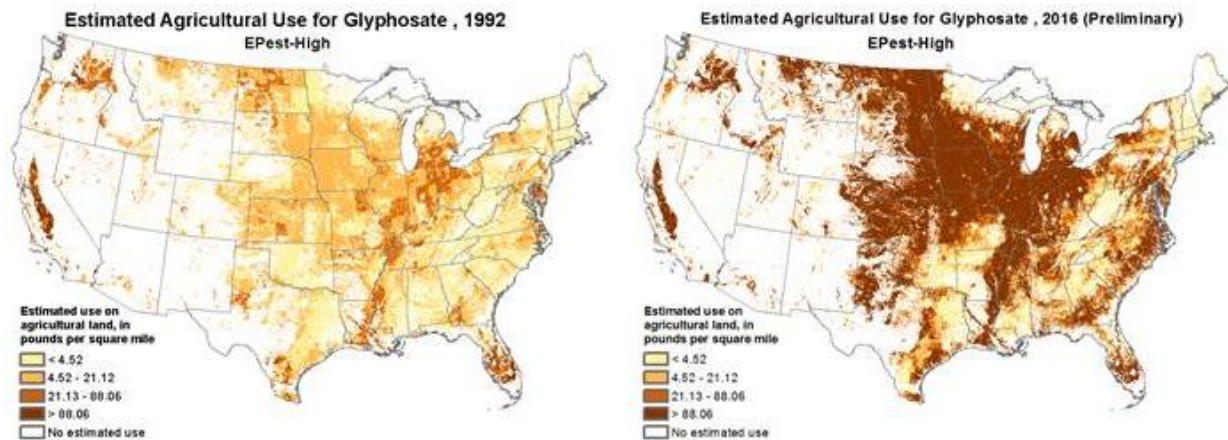 Estimated Agricultural Use for Glyphosate , 1992
EPest-High
Estimated use on
agricultural land, in
pounds per square mile
< 4.52
4.52 - 21.12
21.13 - 88.06
> 88.06
No estimated use
Estimated Agricultural Use for Glyphosate , 2016 (Preliminary)
EPest-High
Estimated use on
agricultural land, in
pounds per square mile
< 4.52
4.52 - 21.12
21.13 - 88.06
> 88.06
No estimated use